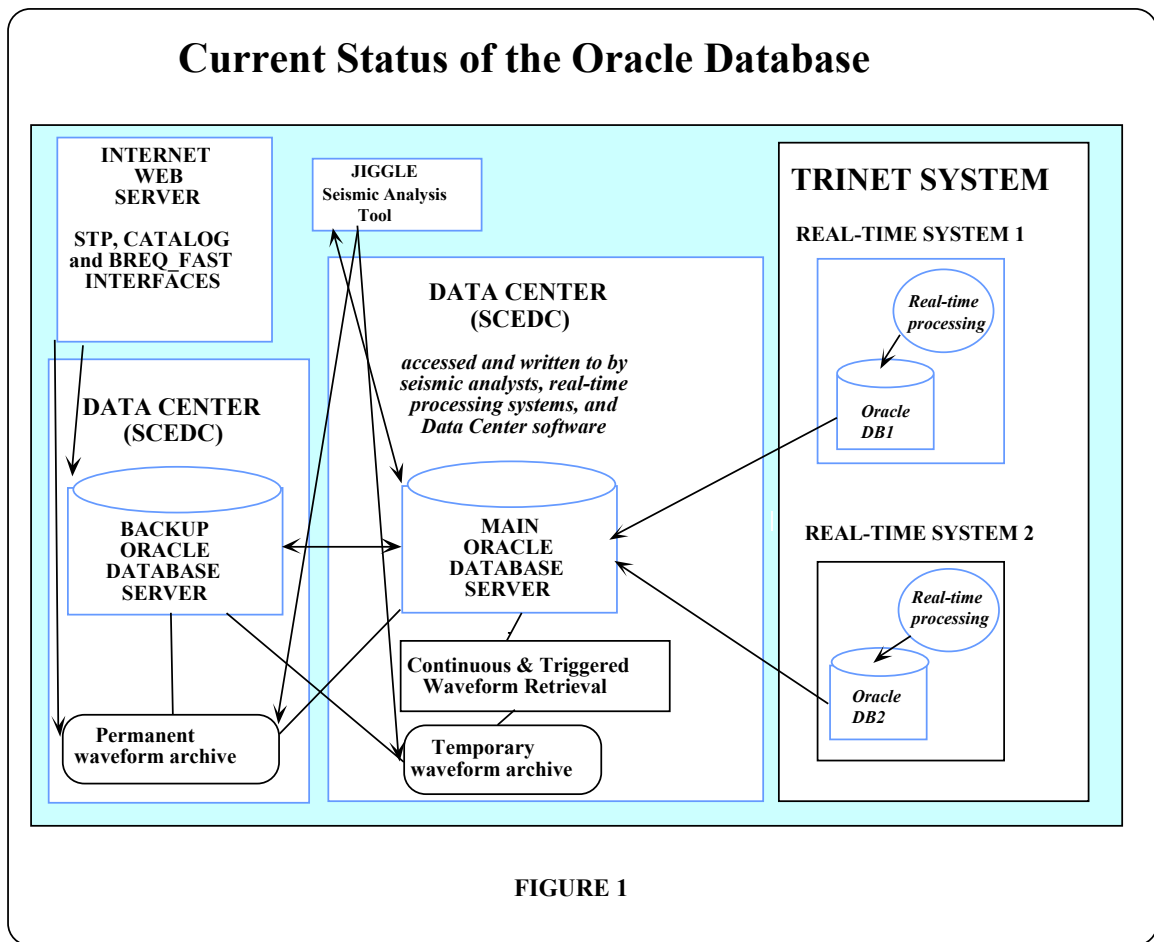 Current Status of the Oracle Database
INTERNET
WEB
SERVER
STP, CATALOG
and BREQ_FAST
INTERFACES
JIGGLE
Seismic Analysis
Tool
TRINET SYSTEM
REAL-TIME SYSTEM 1
Real-time
processing
Oracle
DB1
DATA CENTER
(SCEDC)
accessed and written to by
seismic analysts, real-time
processing systems, and
Data Center software
DATA CENTER
(SCEDC)
BACKUP
ORACLE
DATABASE
SERVER
MAIN
ORACLE
DATABASE
SERVER
REAL-TIME SYSTEM 2
Real-time
processing
Oracle
DB2
Continuous & Triggered
Waveform Retrieval
Permanent
waveform archive
Temporary
waveform archive
FIGURE 1